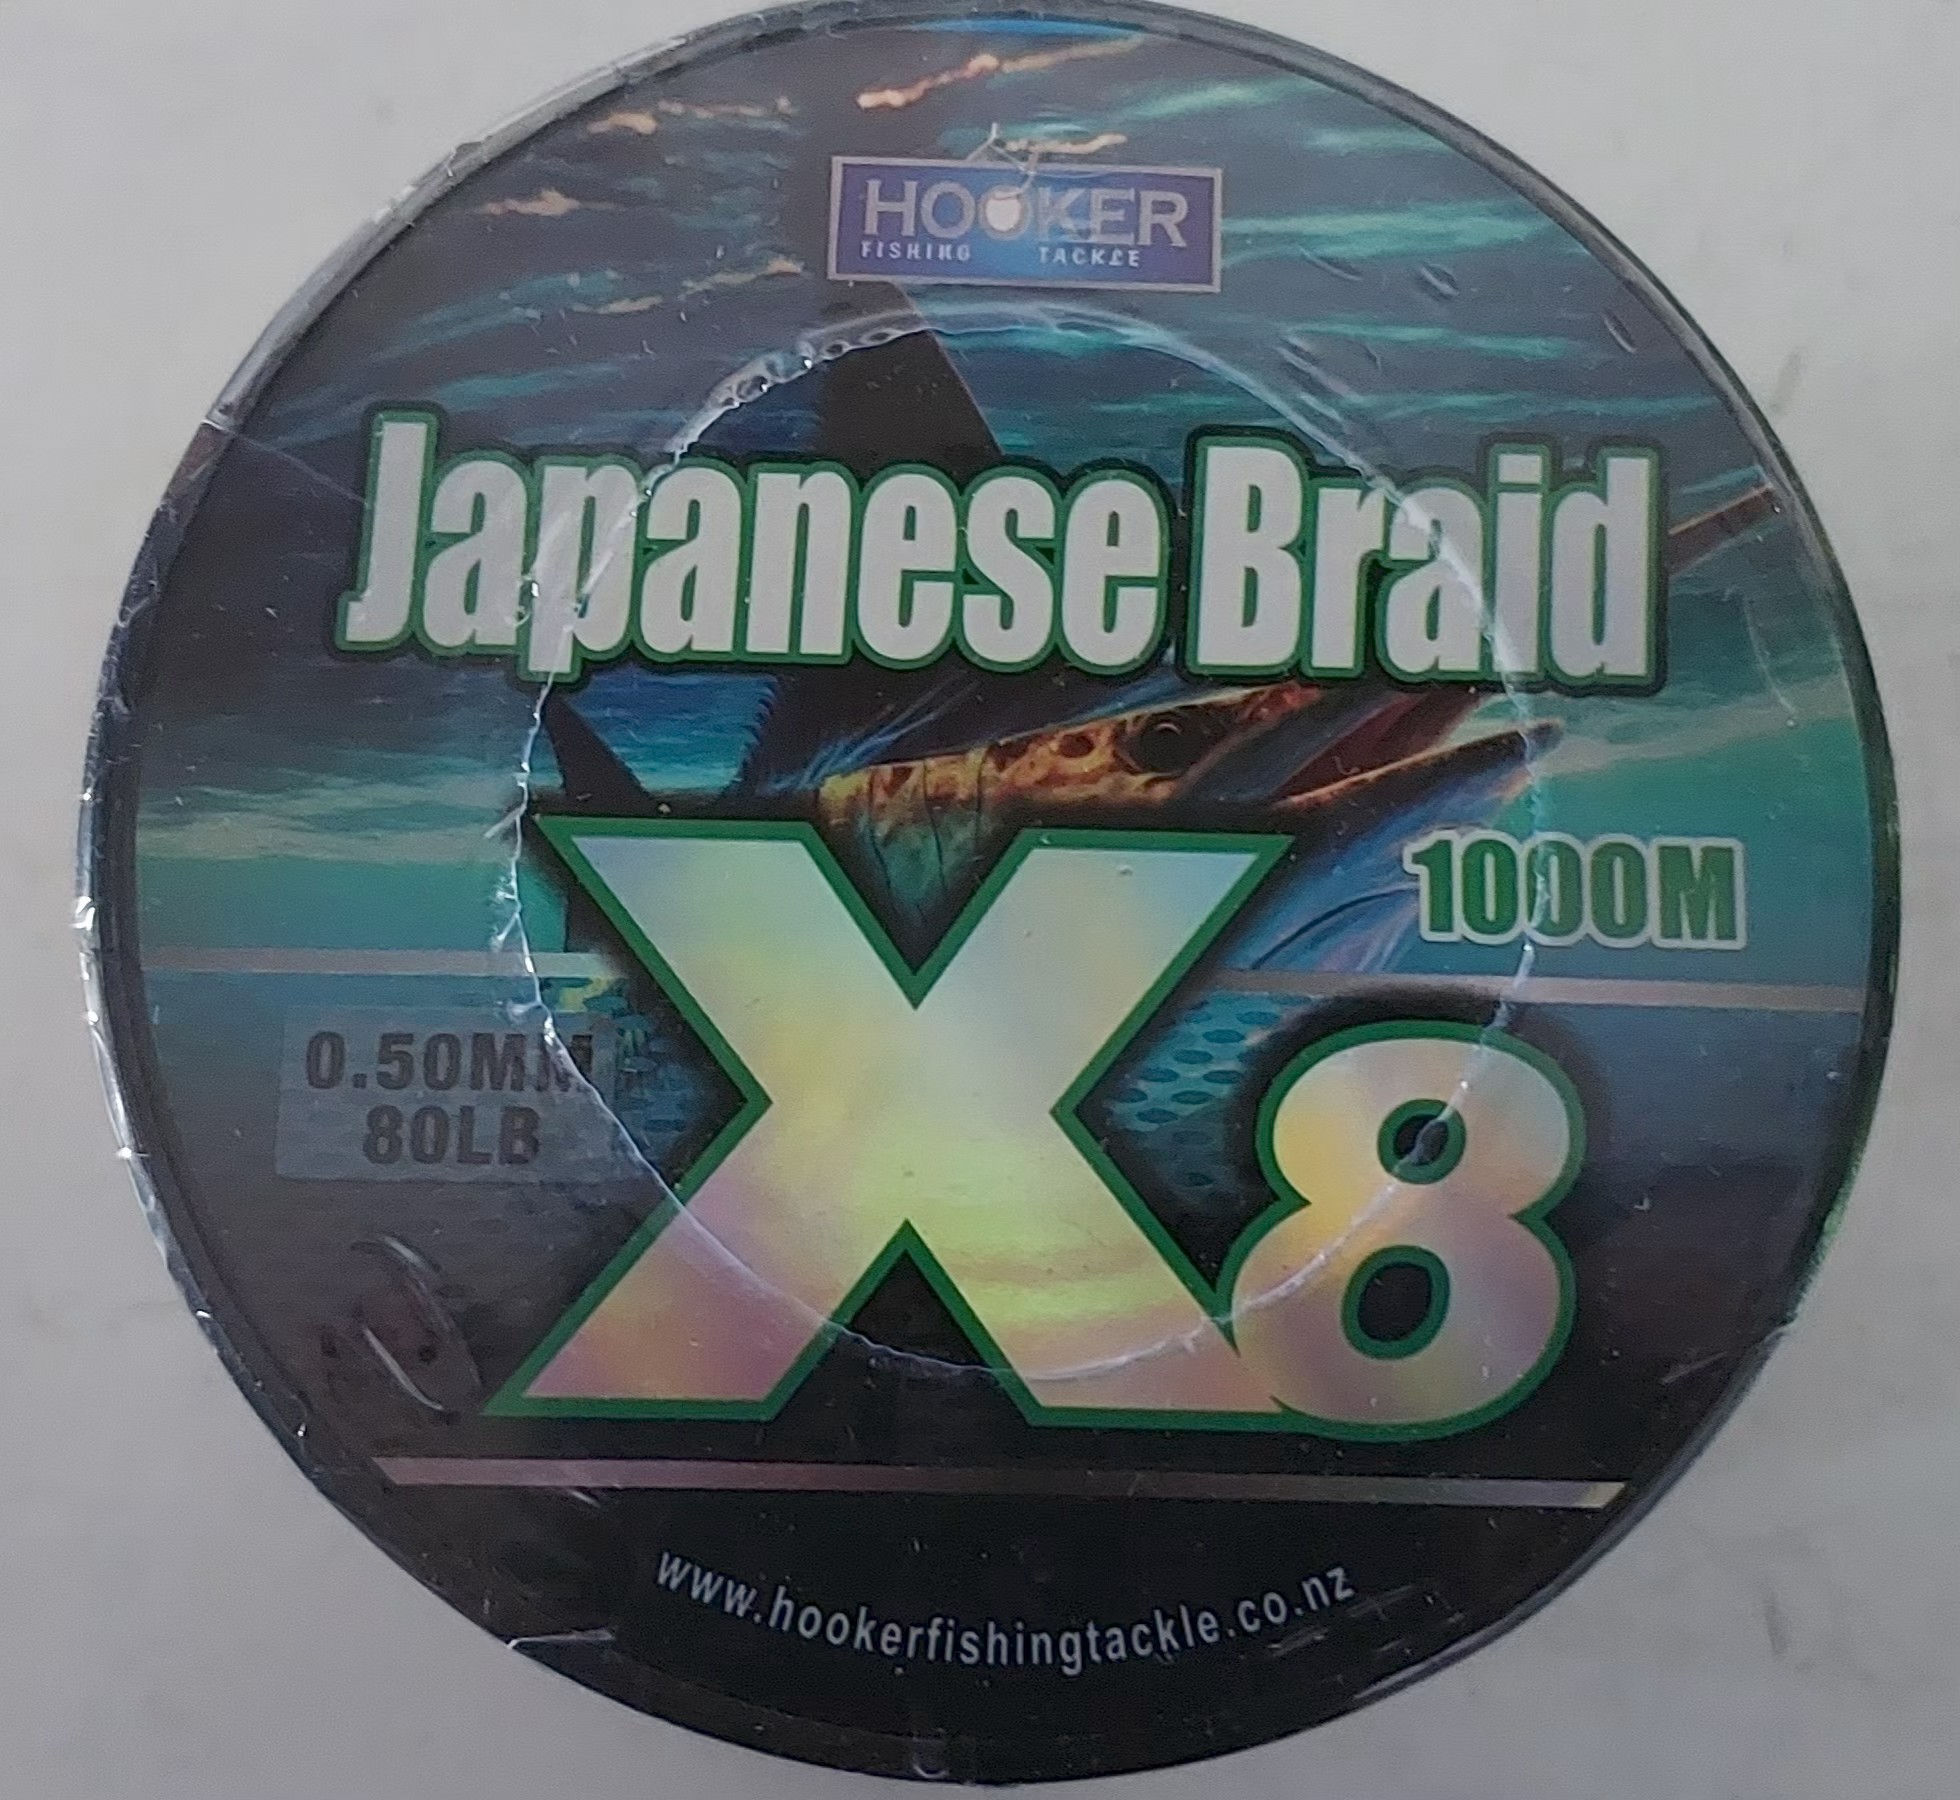 HOOKER
FISHING TACKLE
Japanese Braid
1000M
0.50MM
80LB
X8
www.hookerfishingtackle.co.nz